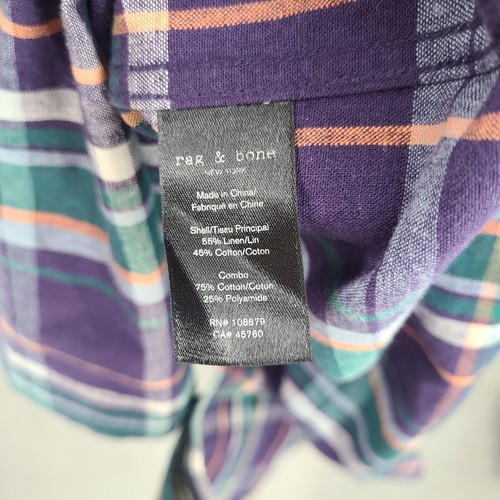 rag & bone
NEW YORK
Made in China/
Fabriqué en Chine
Shell/Tissu Principal
55% Linen/Lin
45% Cotton/Coton
Combo
75% Cotton/Coton
25% Polyamide
RN# 108879
CA# 45760